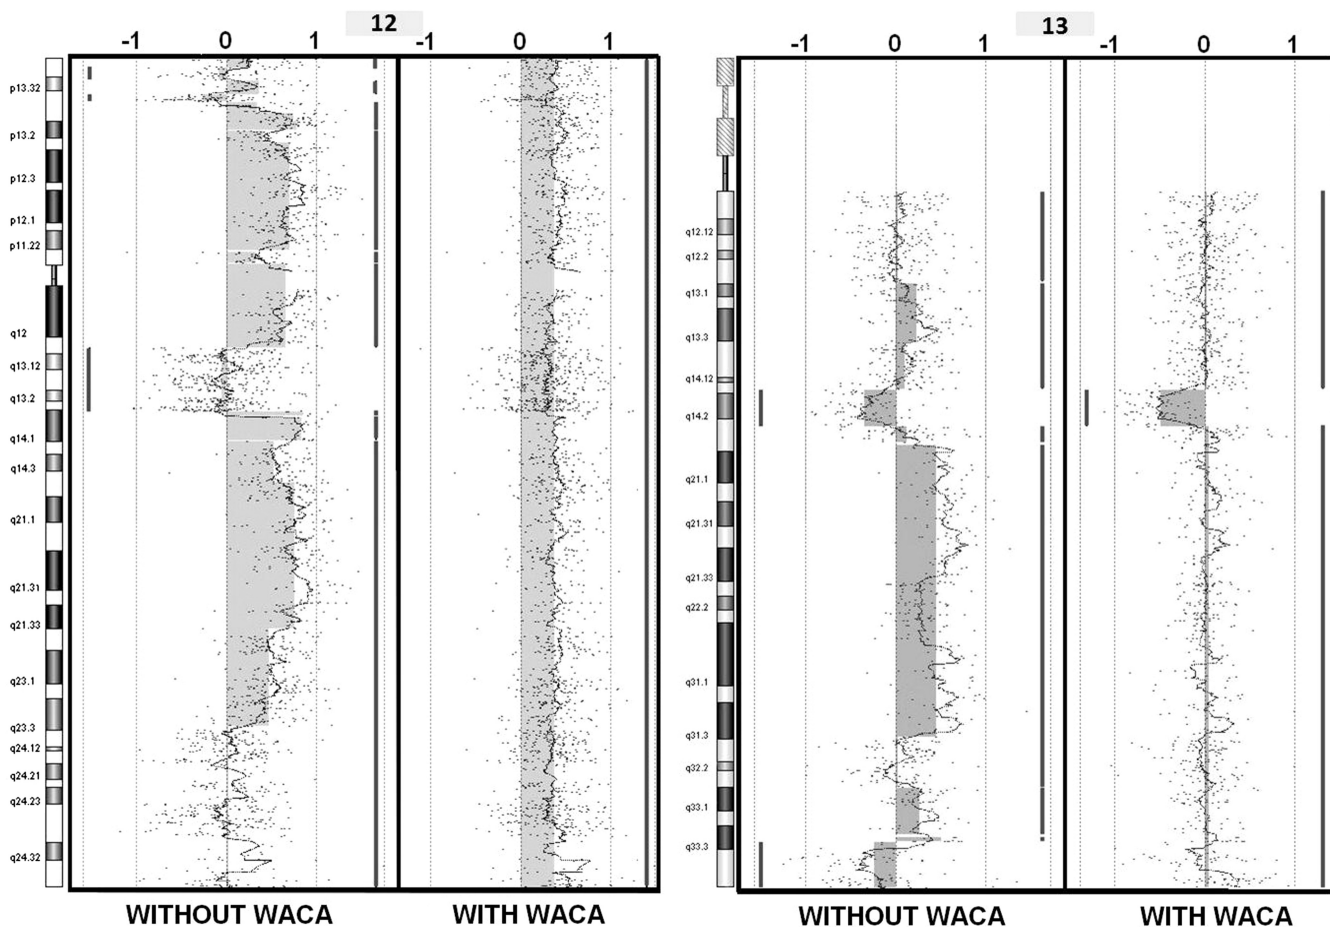 12
13
-1 0 1 -1 0 1
-1 0 1 -1 0 1
p13.32
p13.2
p12.3
p12.1
p11.22
q12
q13.12
q13.2
q14.1
q14.3
q21.1
q21.31
q21.33
q23.1
q23.3
q24.12
q24.21
q24.23
q24.32
q12.12
q12.2
q13.1
q13.3
q14.12
q14.2
q21.1
q21.31
q21.33
q22.2
q31.1
q31.3
q32.2
q33.1
q33.3
WITHOUT WACA WITH WACA
WITHOUT WACA WITH WACA